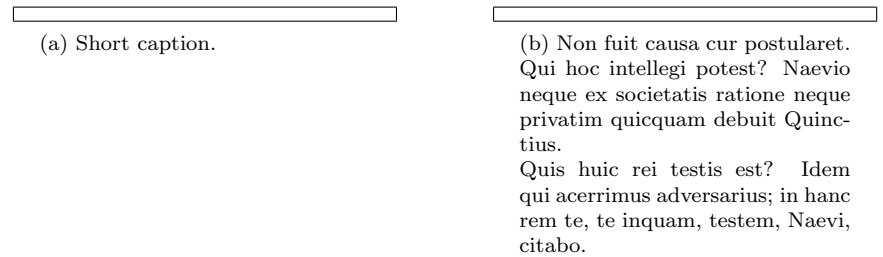 (a) Short caption.
(b) Non fuit causa cur postularet.
Qui hoc intellegi potest? Naevio
neque ex societatis ratione neque
privatim quicquam debuit Quinc-
tius.
Quis huic rei testis est? Idem
qui acerrimus adversarius; in hanc
rem te, te inquam, testem, Naevi,
citabo.